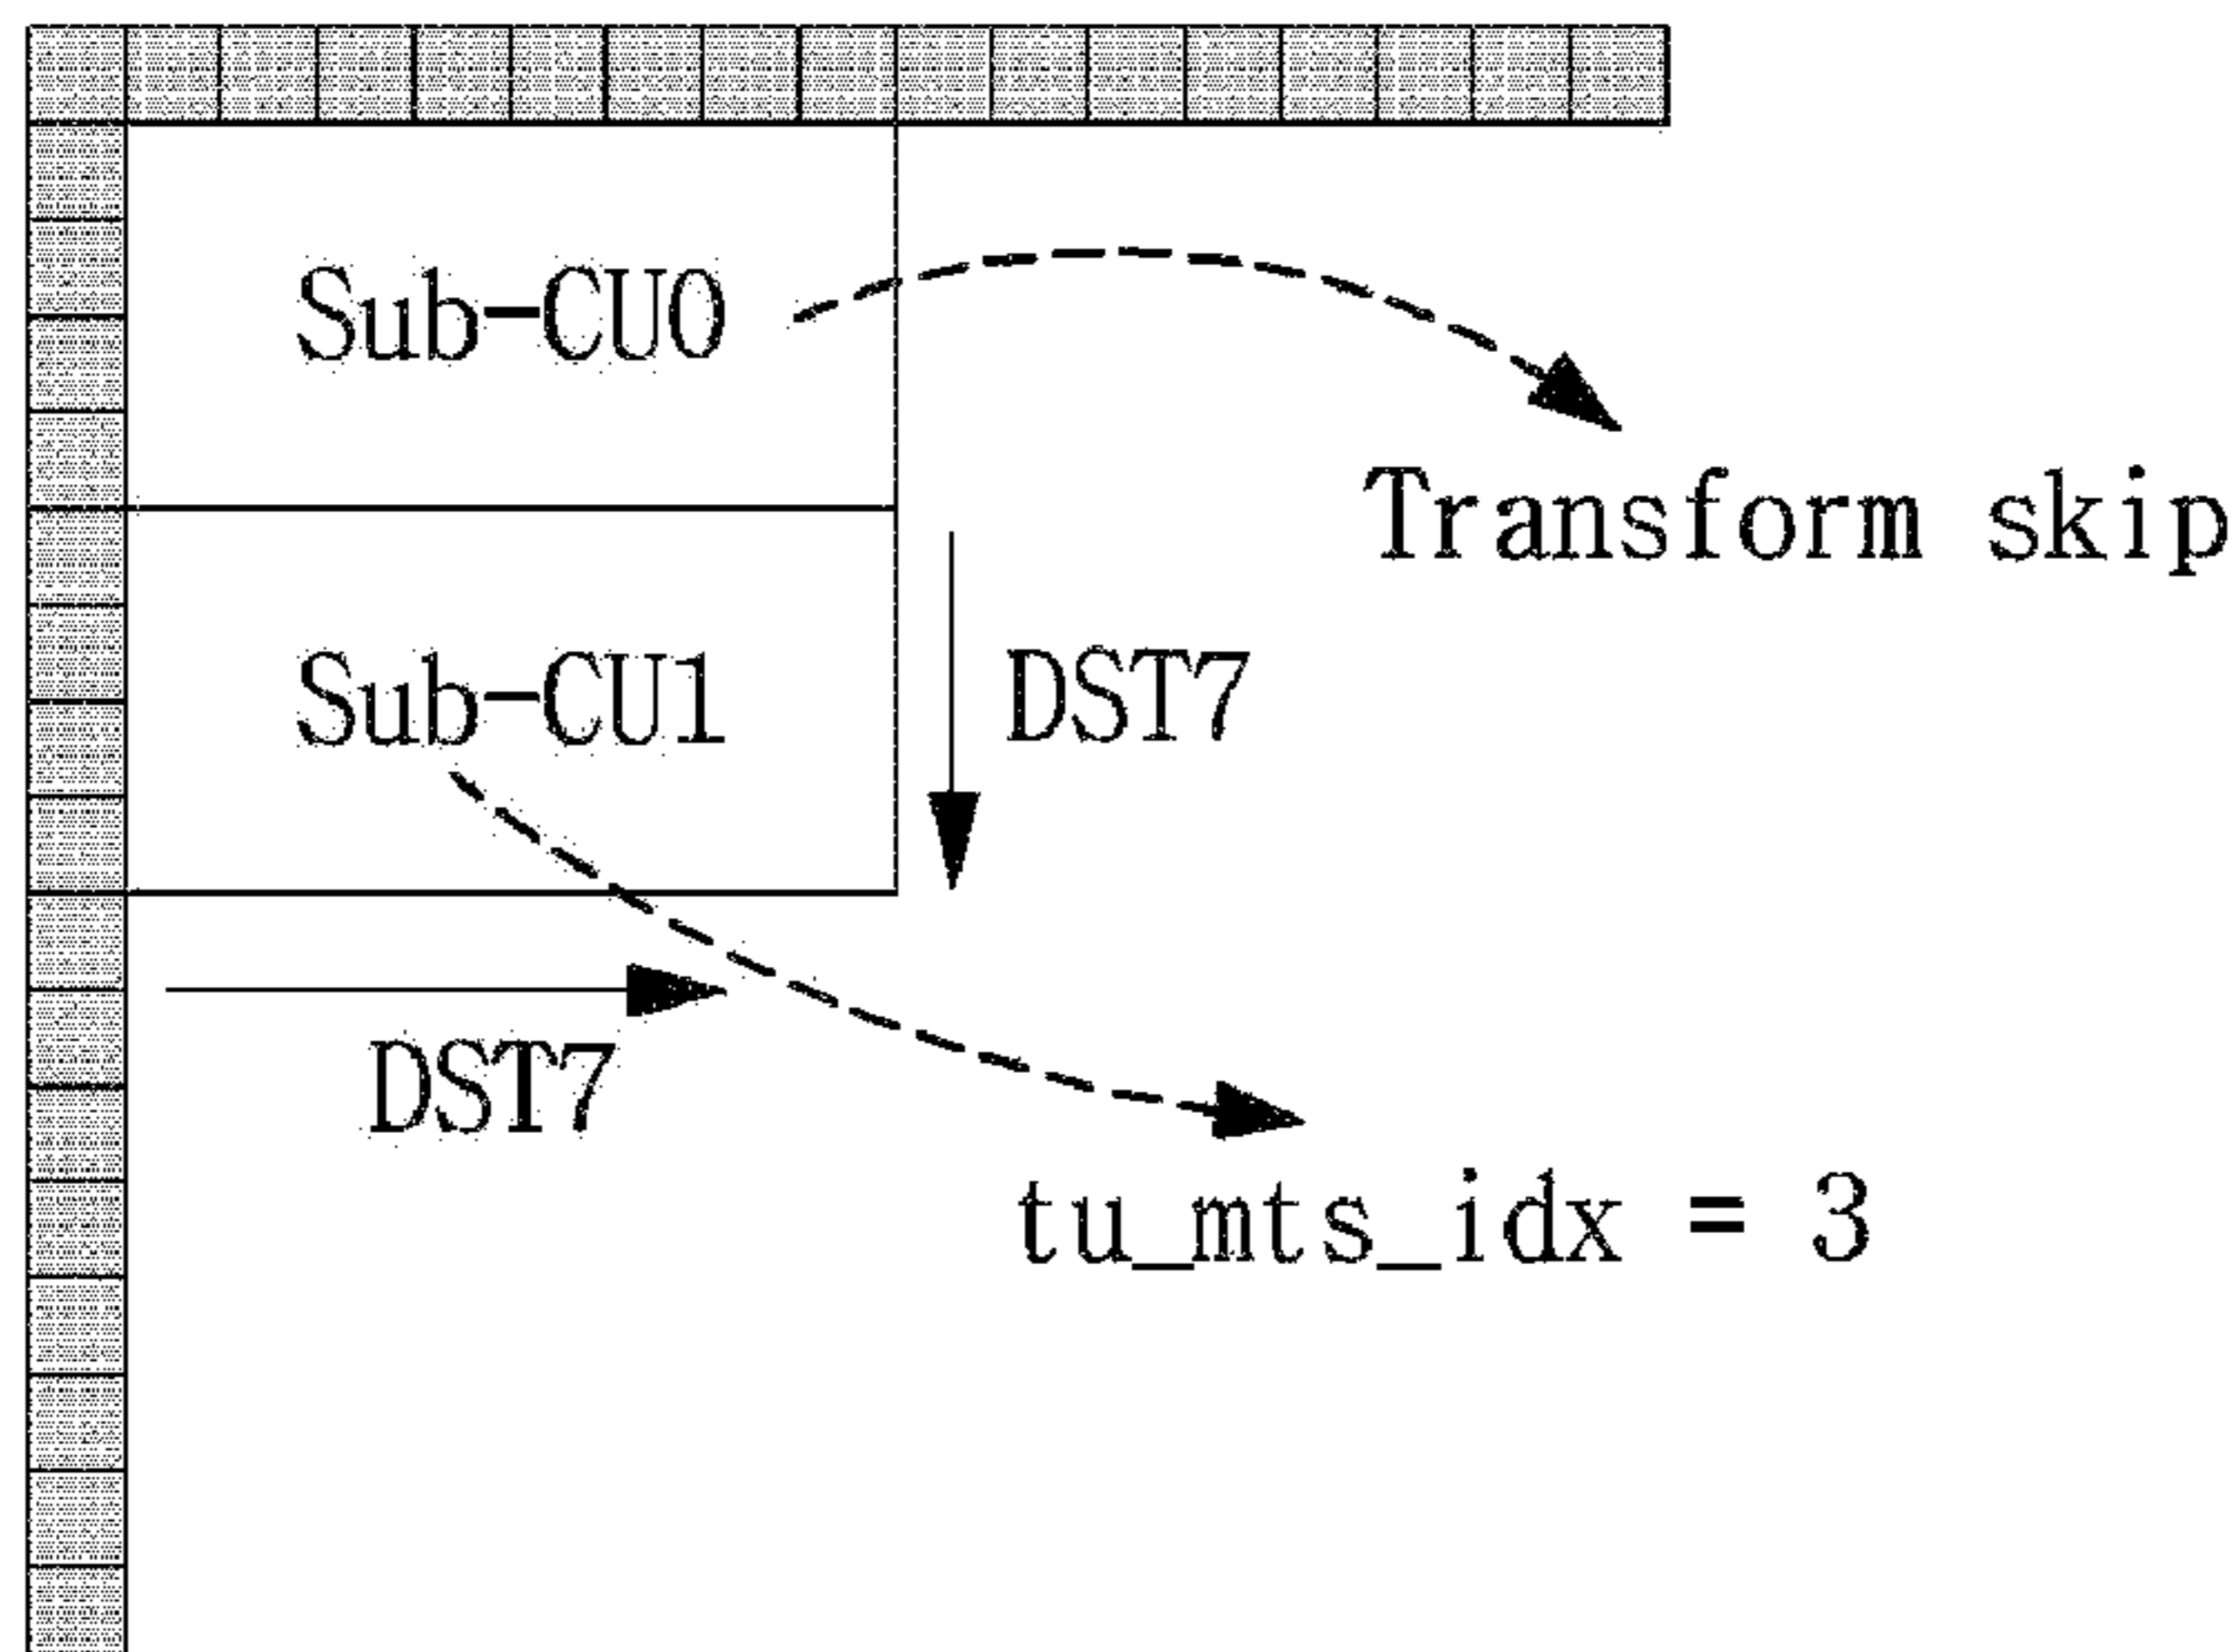 Sub-CU0
Transform skip
Sub-CU1
DST7
DST7
tu_mts_idx = 3